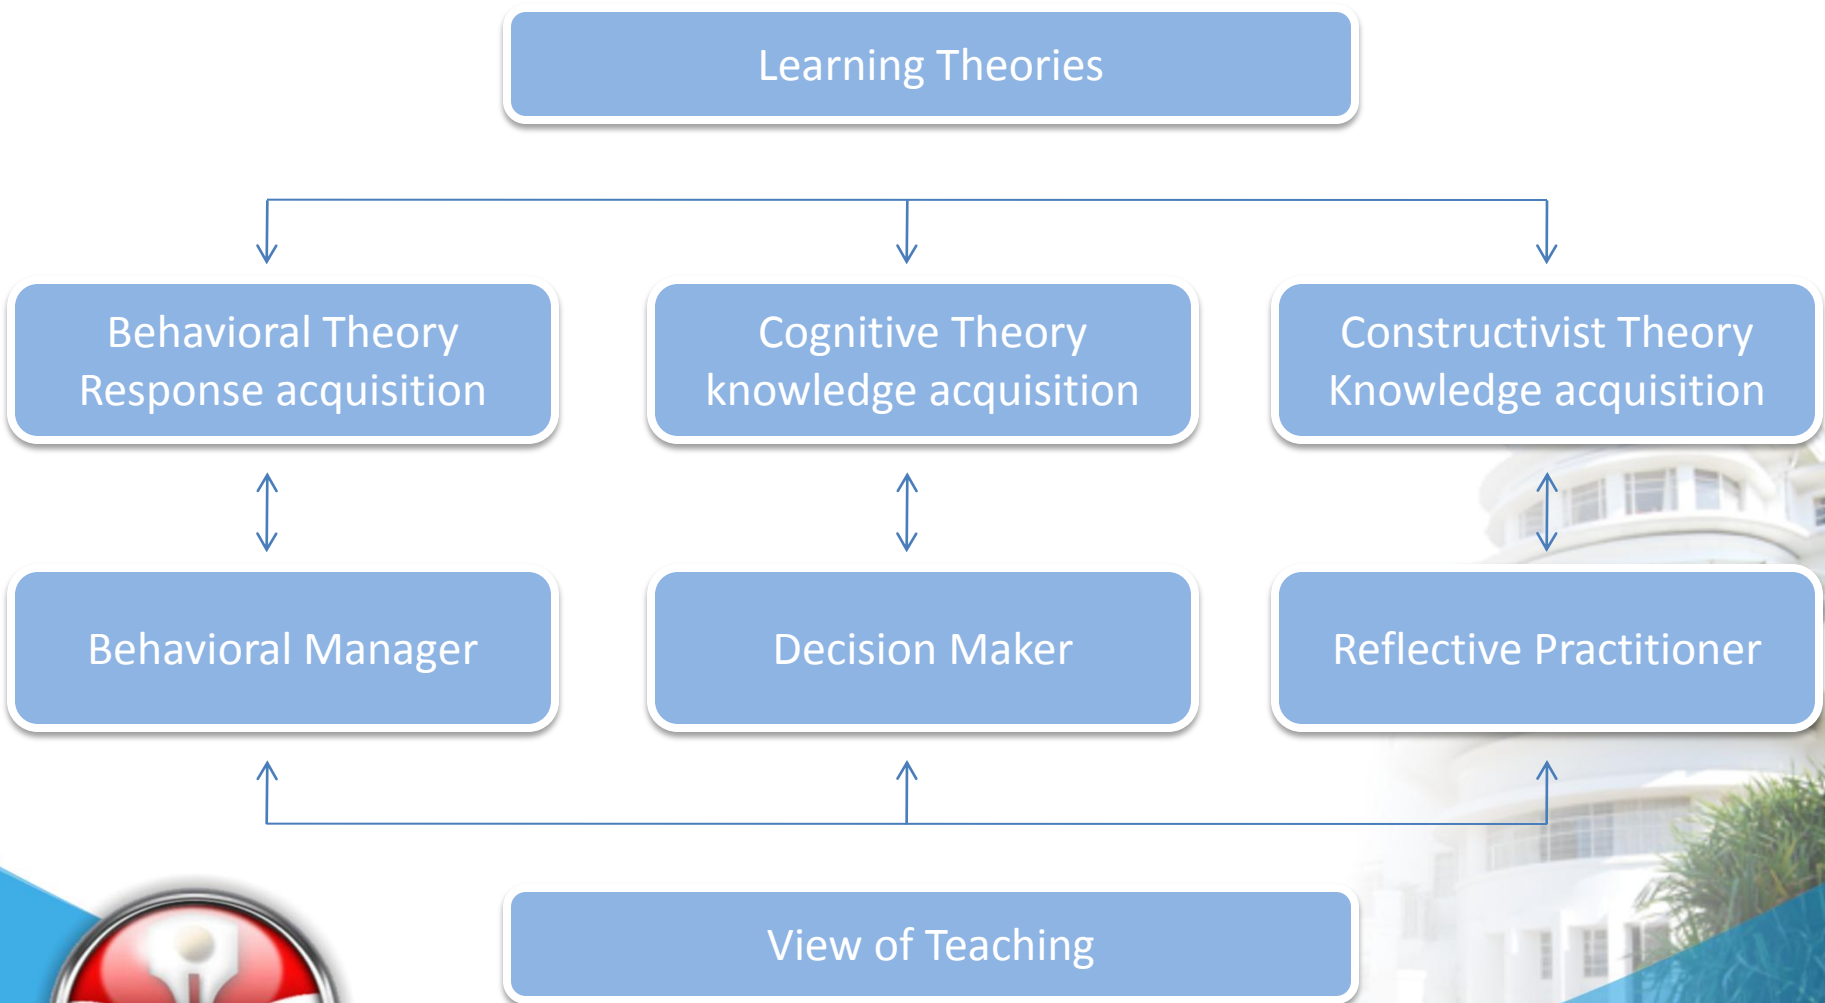 Learning Theories
Behavioral Theory
Response acquisition
Cognitive Theory
knowledge acquisition
Constructivist Theory
Knowledge acquisition
Behavioral Manager
Decision Maker
Reflective Practitioner
View of Teaching